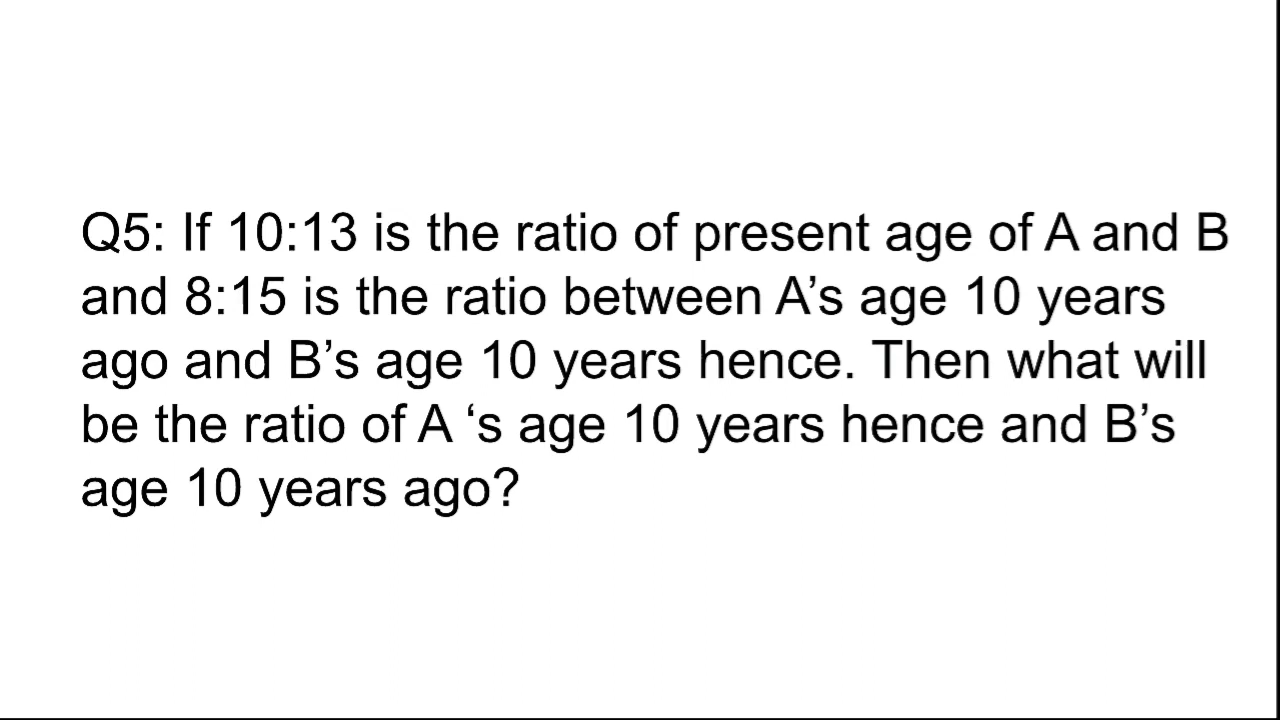 Q5: If 10:13 is the ratio of present age of A and B
and 8:15 is the ratio between A’s age 10 years
ago and B’s age 10 years hence. Then what will
be the ratio of A ‘s age 10 years hence and B’s
age 10 years ago?